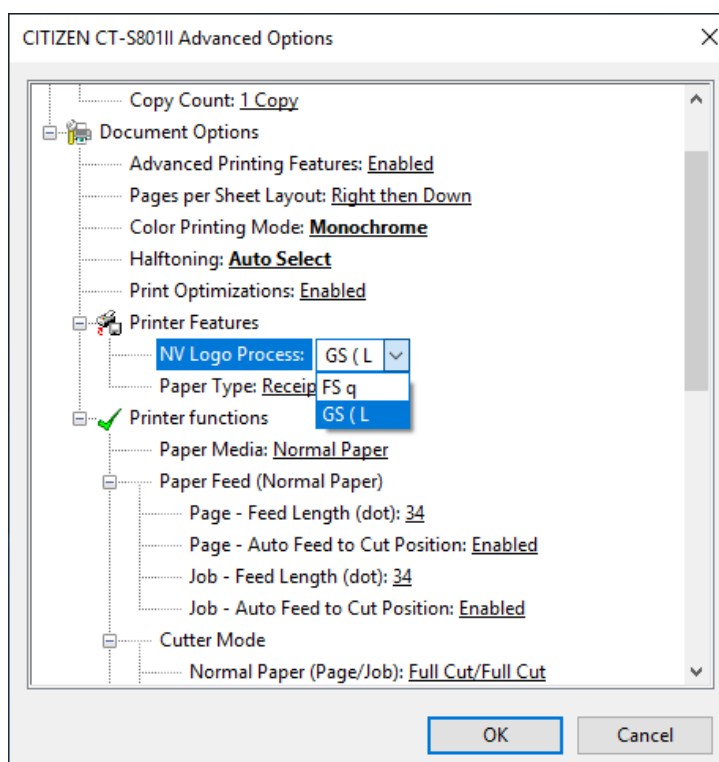 CITIZEN CT-S801II Advanced Options
Copy Count: 1 Copy
Document Options
Advanced Printing Features: Enabled
Pages per Sheet Layout: Right then Down
Color Printing Mode: Monochrome
Halftoning: Auto Select
Print Optimizations: Enabled
Printer Features
NV Logo Process: GS ( L
Paper Type: Receip
FS q
GS ( L
Printer functions
Paper Media: Normal Paper
Paper Feed (Normal Paper)
Page - Feed Length (dot): 34
Page - Auto Feed to Cut Position: Enabled
Job - Feed Length (dot): 34
Job - Auto Feed to Cut Position: Enabled
Cutter Mode
Normal Paper (Page/Job): Full Cut/Full Cut
OK Cancel